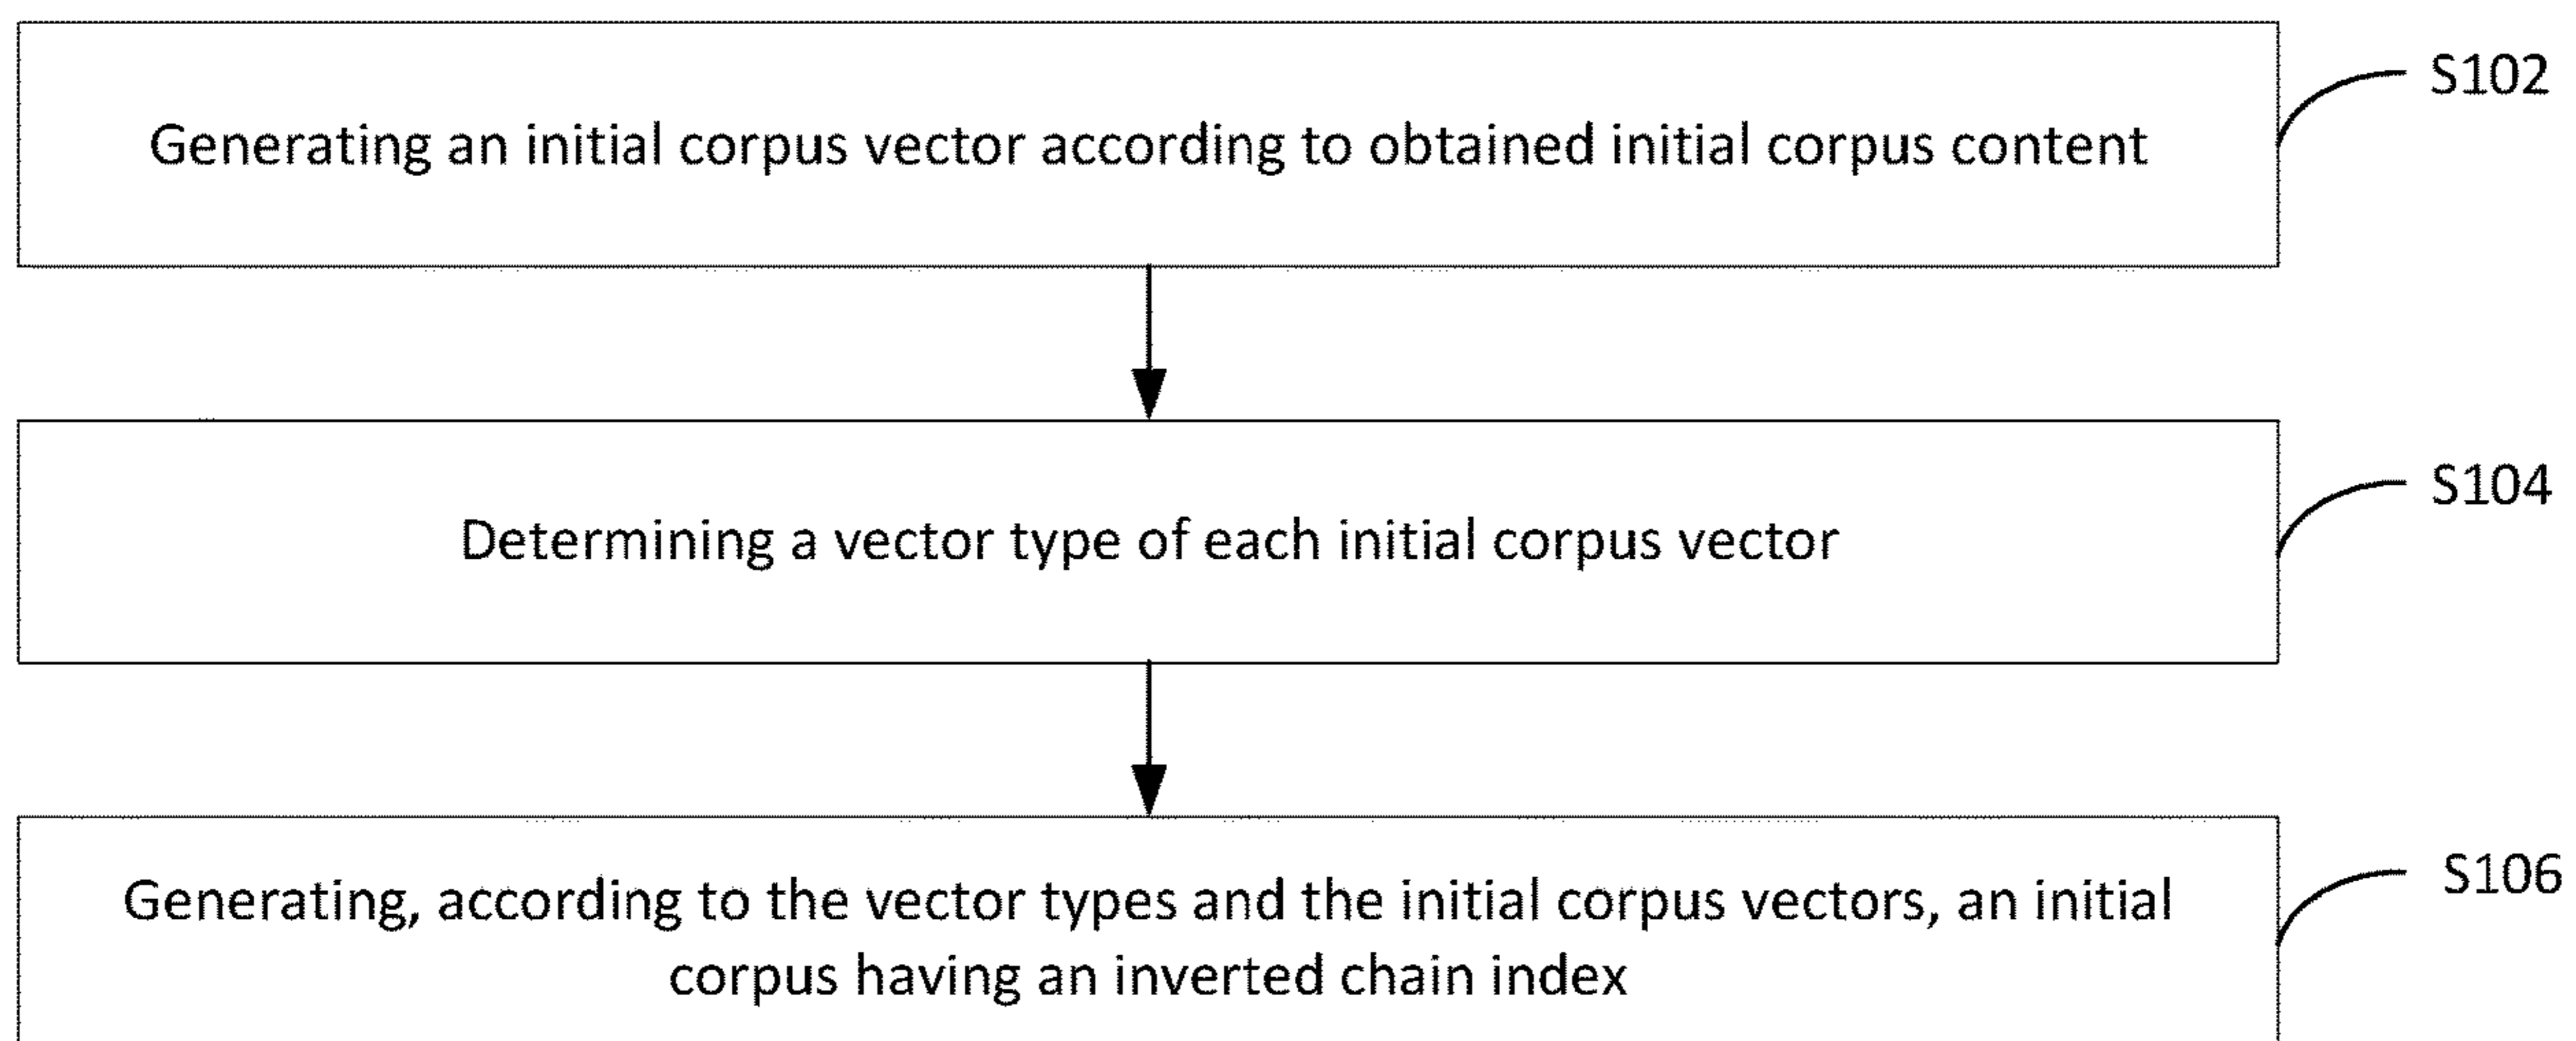 Generating an initial corpus vector according to obtained initial corpus content
S102
Determining a vector type of each initial corpus vector
S104
Generating, according to the vector types and the initial corpus vectors, an initial
corpus having an inverted chain index
S106